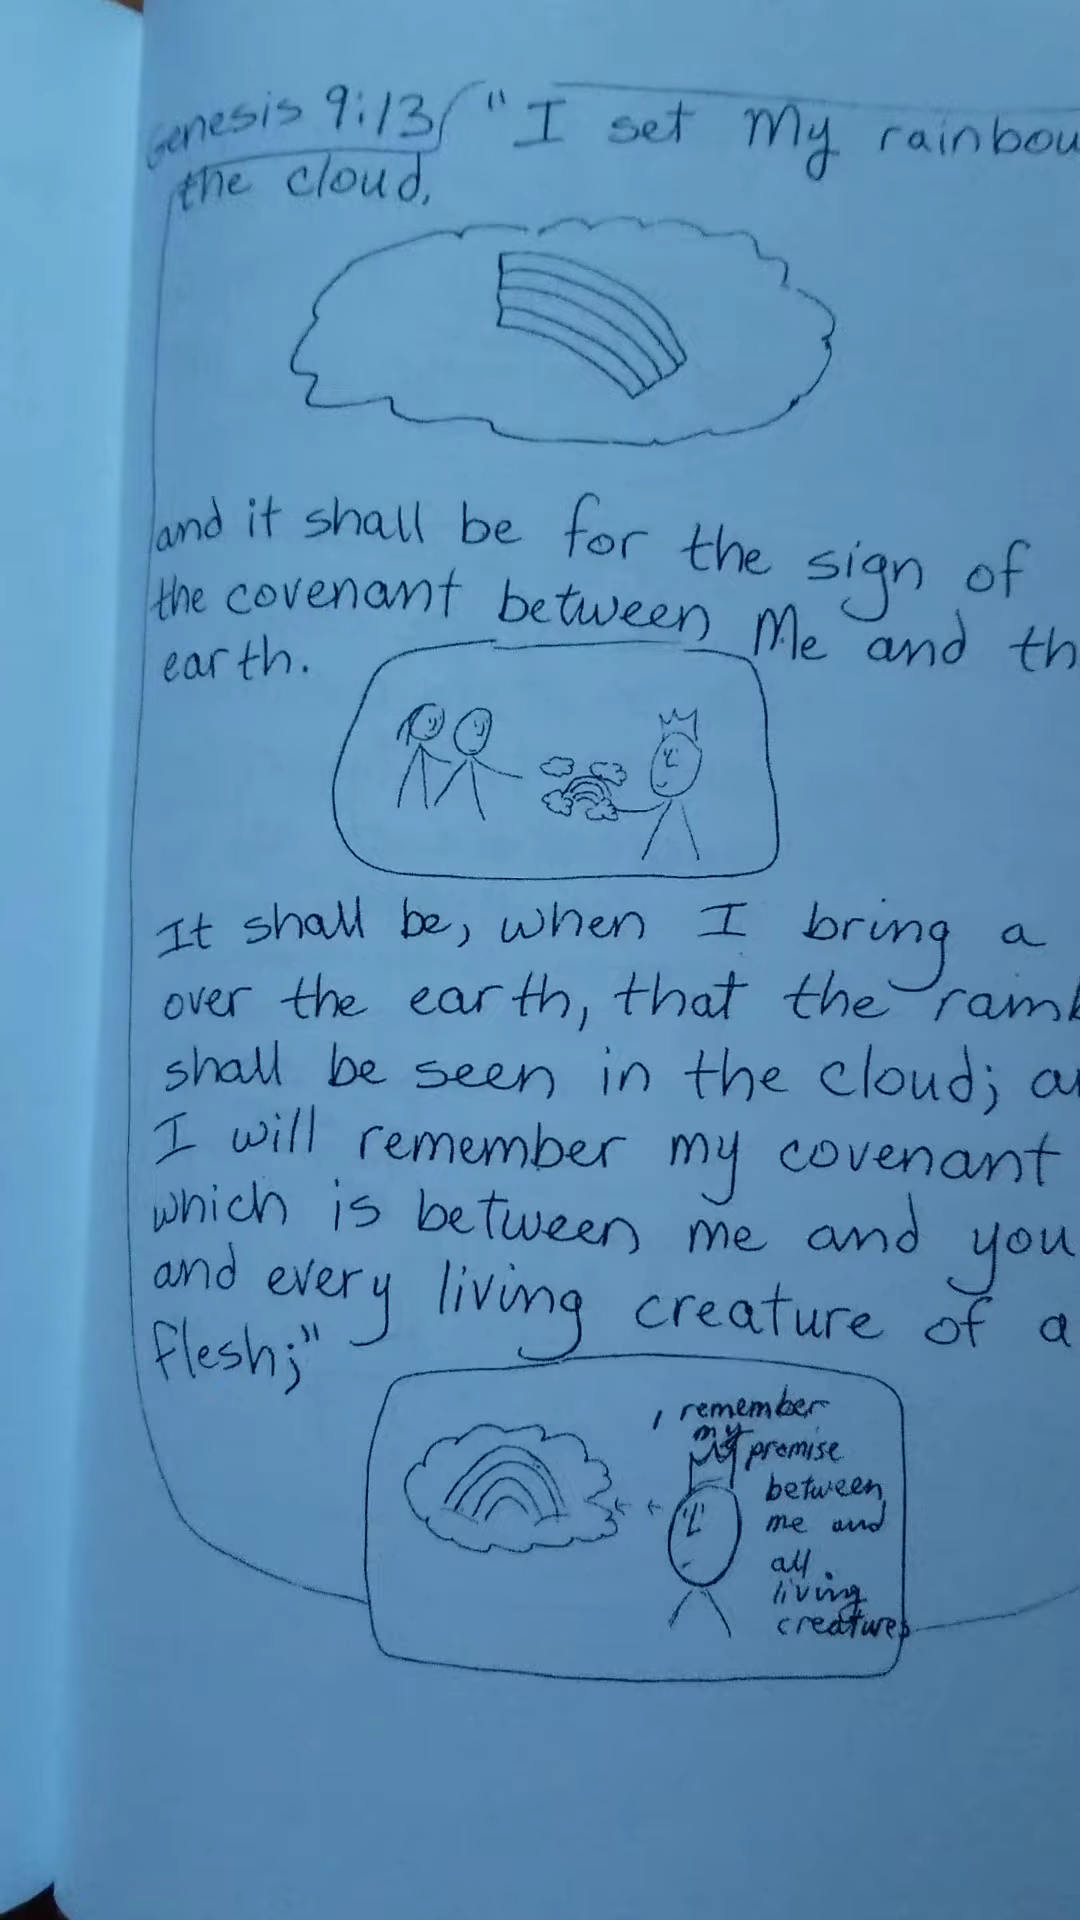 Genesis 9:13 "I set My rainbow
the cloud,
and it shall be for the sign of
the covenant between Me and th
earth.
It shall be, when I bring a
over the earth, that the rainb
shall be seen in the cloud; an
I will remember my covenant
which is between me and you
and every living creature of a
flesh;"
I remember
my promise
between
me and
all
living
creatures